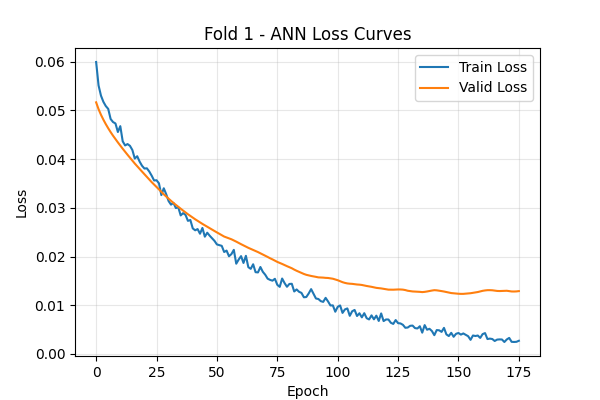 Fold 1 - ANN Loss Curves
Train Loss
Valid Loss
Loss
0.06
0.05
0.04
0.03
0.02
0.01
0.00
0 25 50 75 100 125 150 175
Epoch